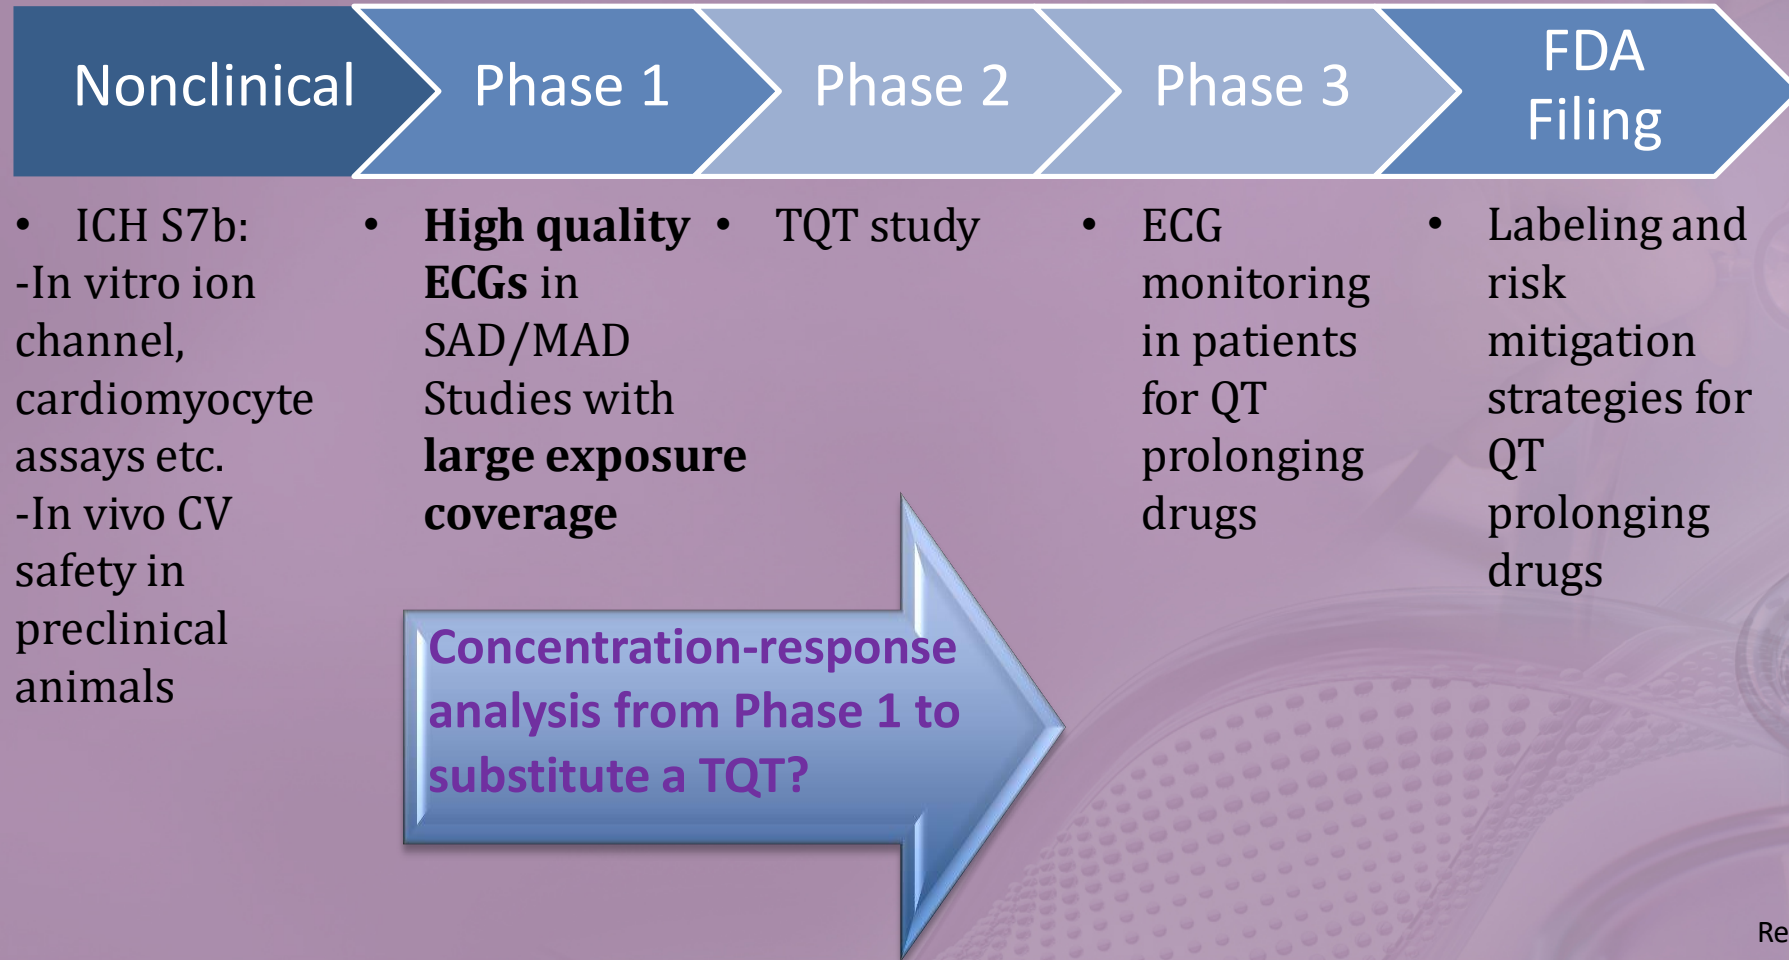 Nonclinical
Phase 1
Phase 2
Phase 3
FDA
Filing
• ICH S7b:
-In vitro ion
channel,
cardiomyocyte
assays etc.
-In vivo CV
safety in
preclinical
animals
• High quality
ECGs in
SAD/MAD
Studies with
large exposure
coverage
• TQT study
• ECG
monitoring
in patients
for QT
prolonging
drugs
• Labeling and
risk
mitigation
strategies for
QT
prolonging
drugs
Concentration-response
analysis from Phase 1 to
substitute a TQT?
Re